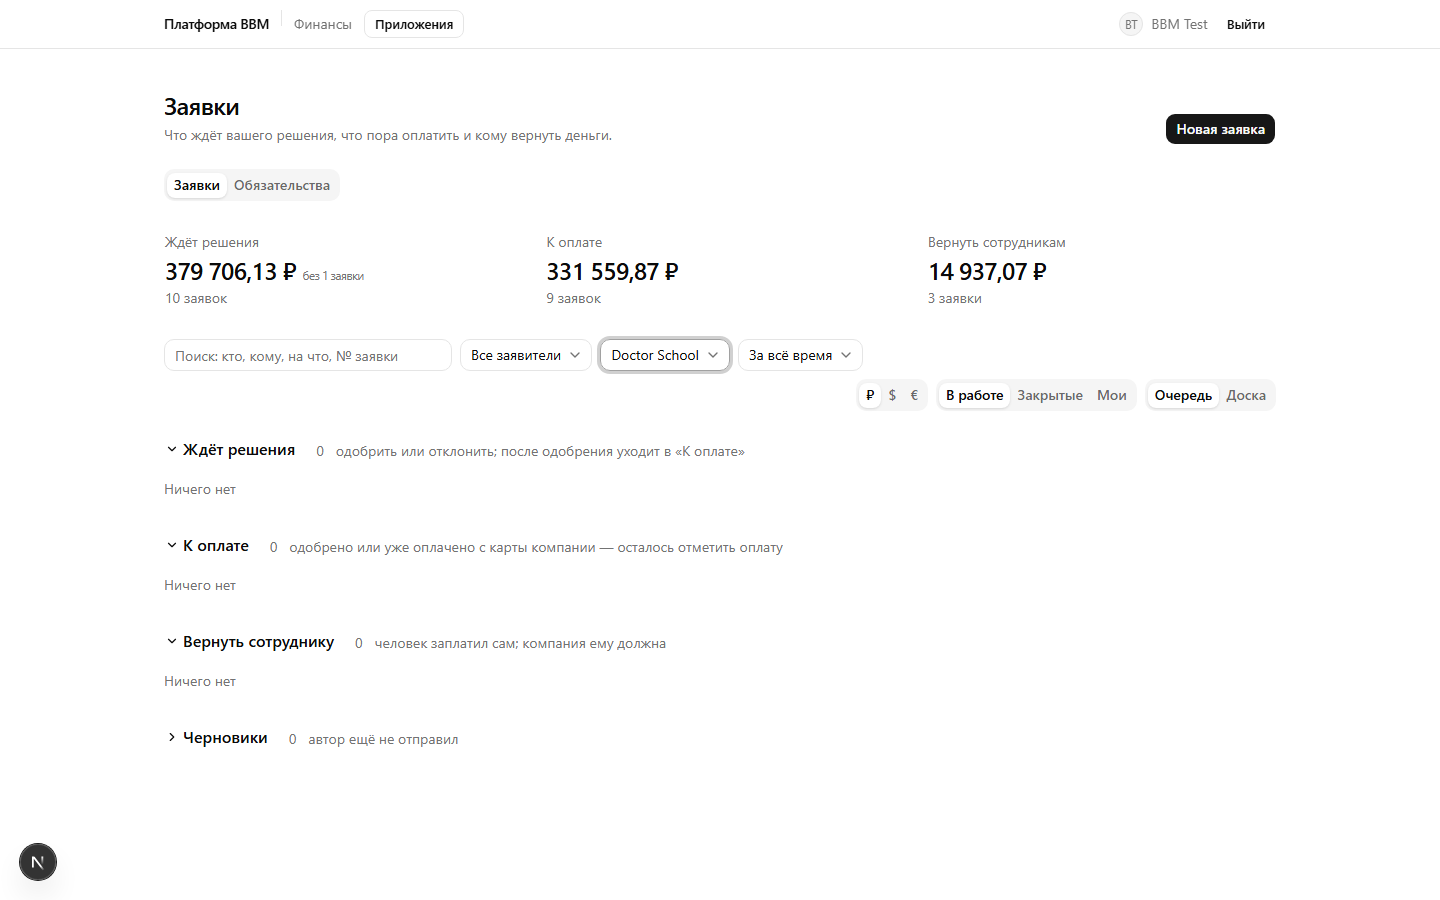 Платформа BBM
Финансы
Приложения
BT
BBM Test
Выйти
Заявки
Что ждёт вашего решения, что пора оплатить и кому вернуть деньги.
Новая заявка
Заявки
Обязательства
Ждёт решения
379 706,13 ₽ без 1 заявки
10 заявок
К оплате
331 559,87 ₽
9 заявок
Вернуть сотрудникам
14 937,07 ₽
3 заявки
Поиск: кто, кому, на что, № заявки
Все заявители
Doctor School
За всё время
₽ $ €
В работе Закрытые Мои
Очередь Доска
Ждёт решения 0 одобрить или отклонить; после одобрения уходит в «К оплате»
Ничего нет
К оплате 0 одобрено или уже оплачено с карты компании — осталось отметить оплату
Ничего нет
Вернуть сотруднику 0 человек заплатил сам; компания ему должна
Ничего нет
Черновики 0 автор ещё не отправил
N